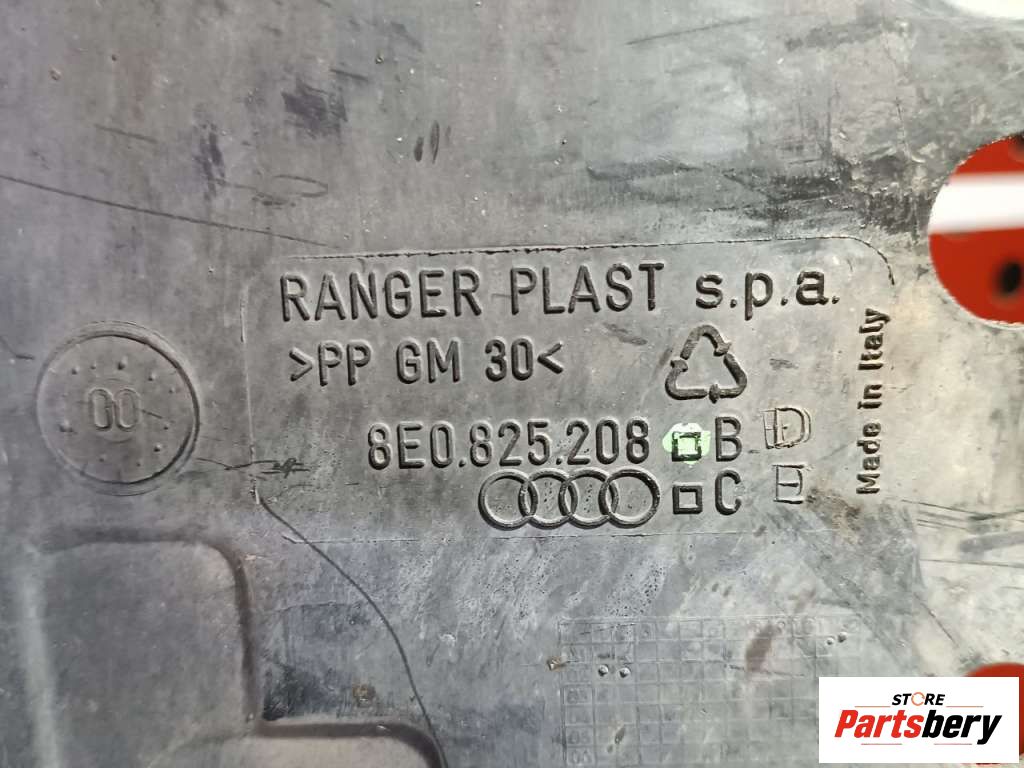 RANGER PLAST s.p.a.
>PP GM 30<
8E0.825.208 B D
C E
Made in Italy
00
STORE
Partsbery